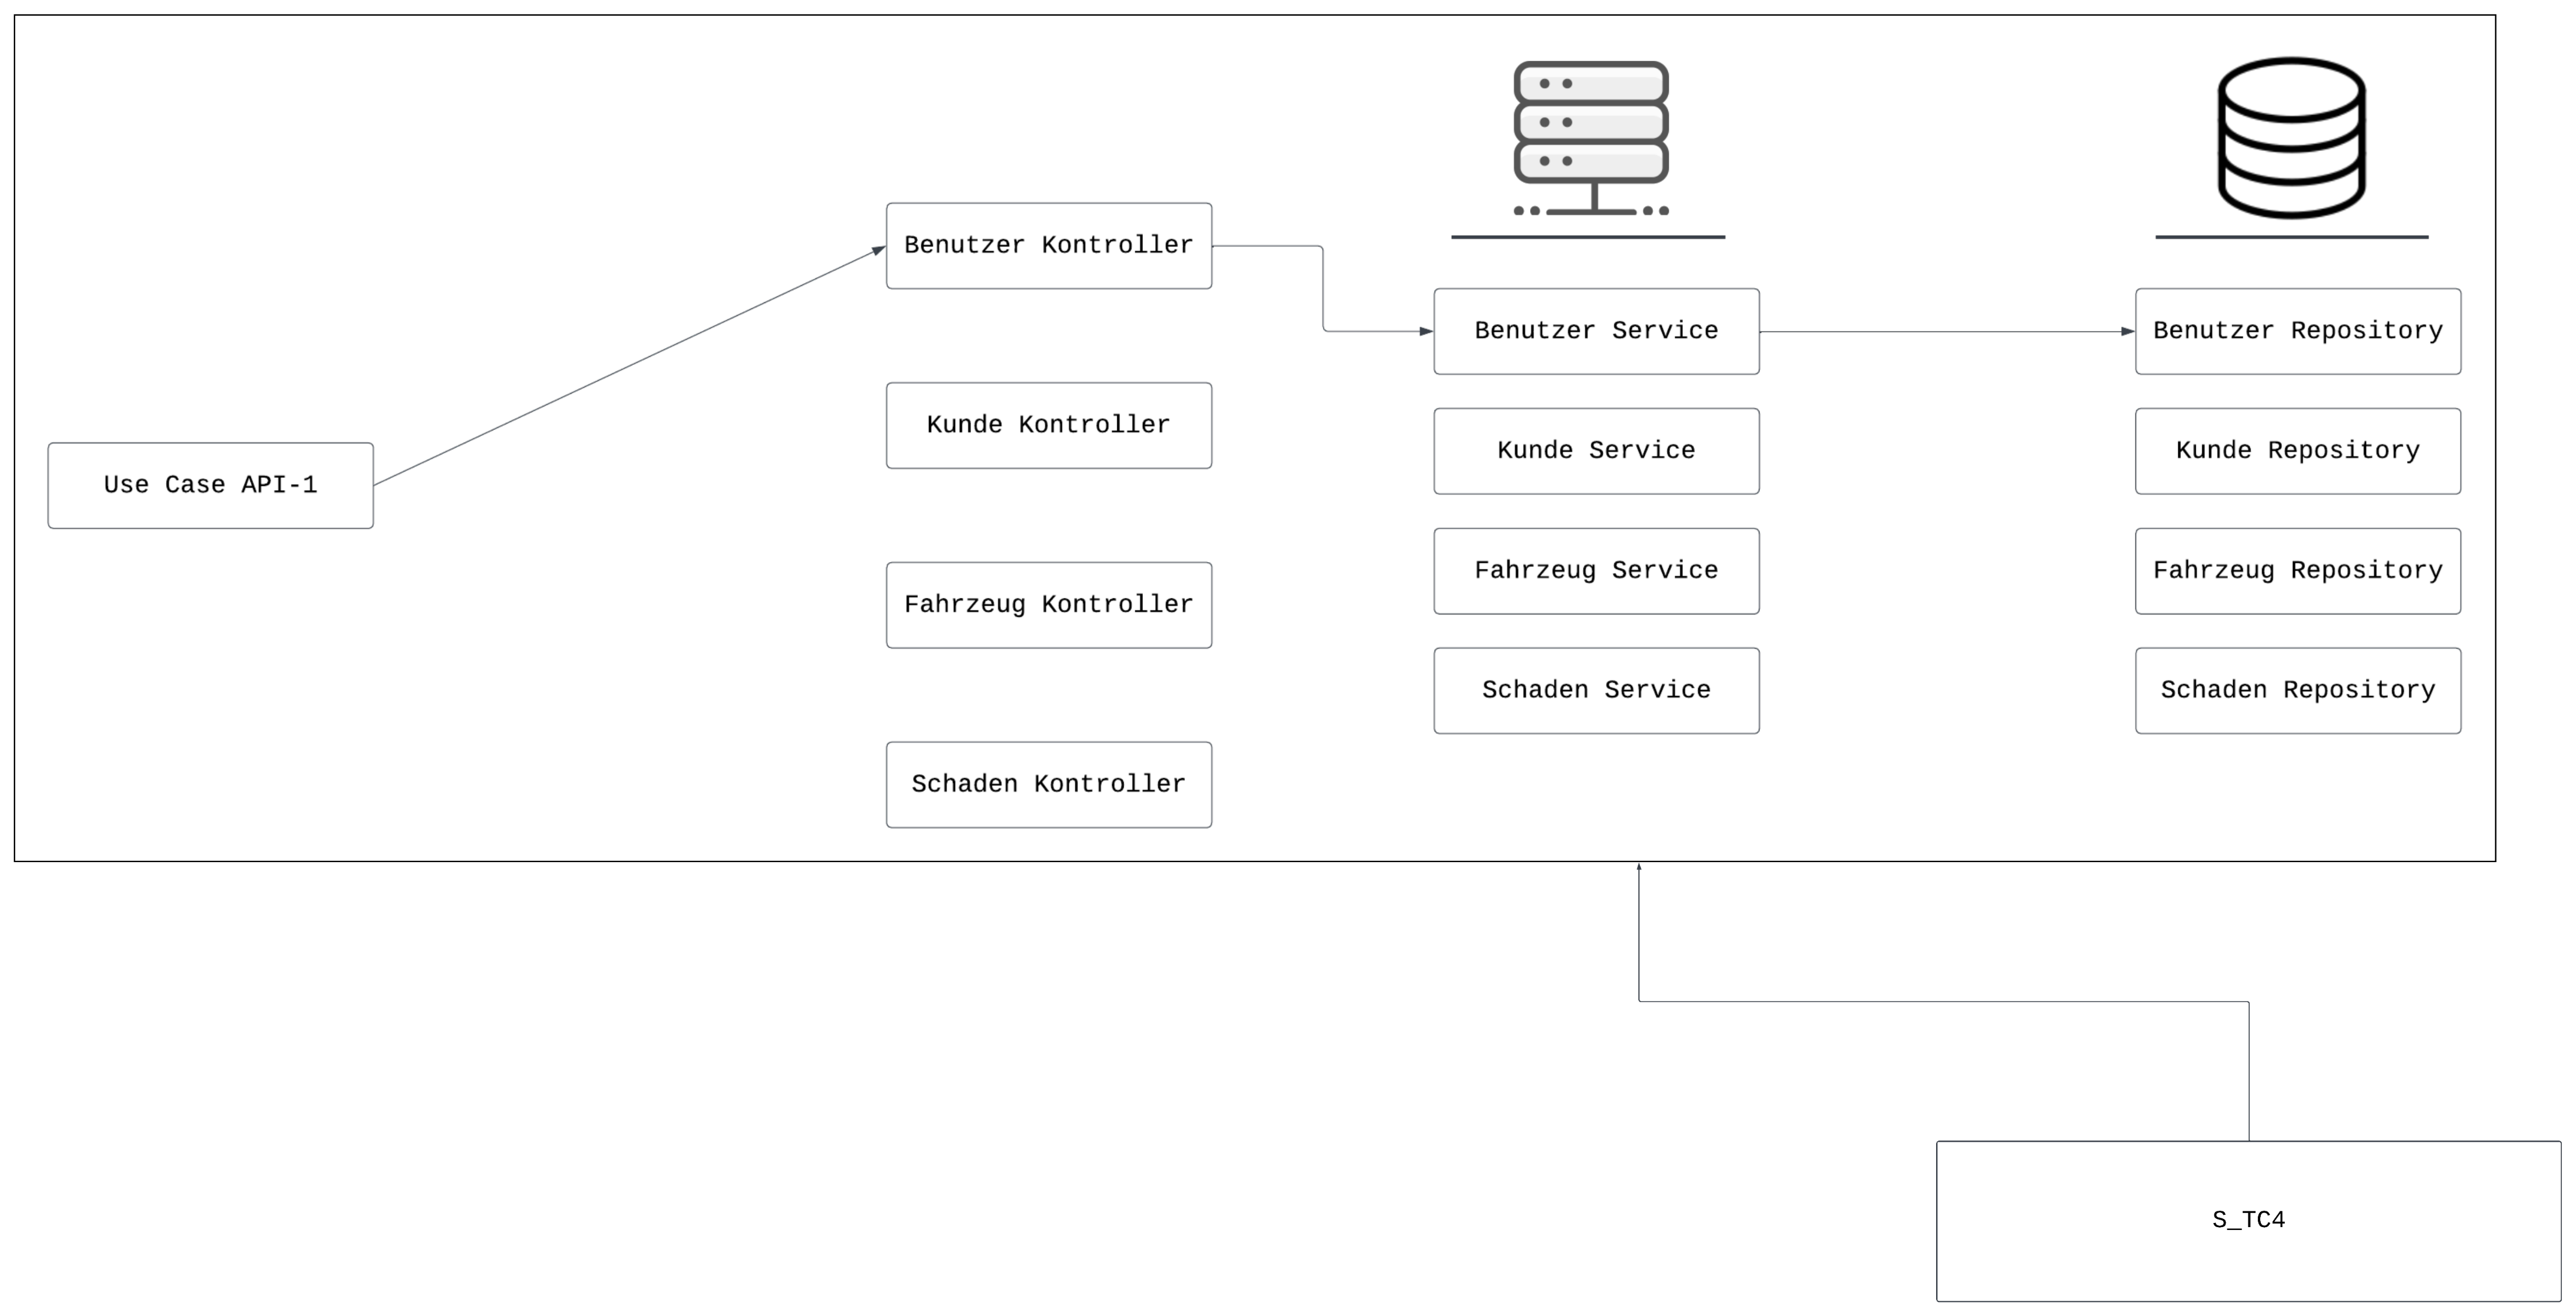 Use Case API-1
Benutzer Kontroller
Kunde Kontroller
Fahrzeug Kontroller
Schaden Kontroller
Benutzer Service
Kunde Service
Fahrzeug Service
Schaden Service
Benutzer Repository
Kunde Repository
Fahrzeug Repository
Schaden Repository
S_TC4